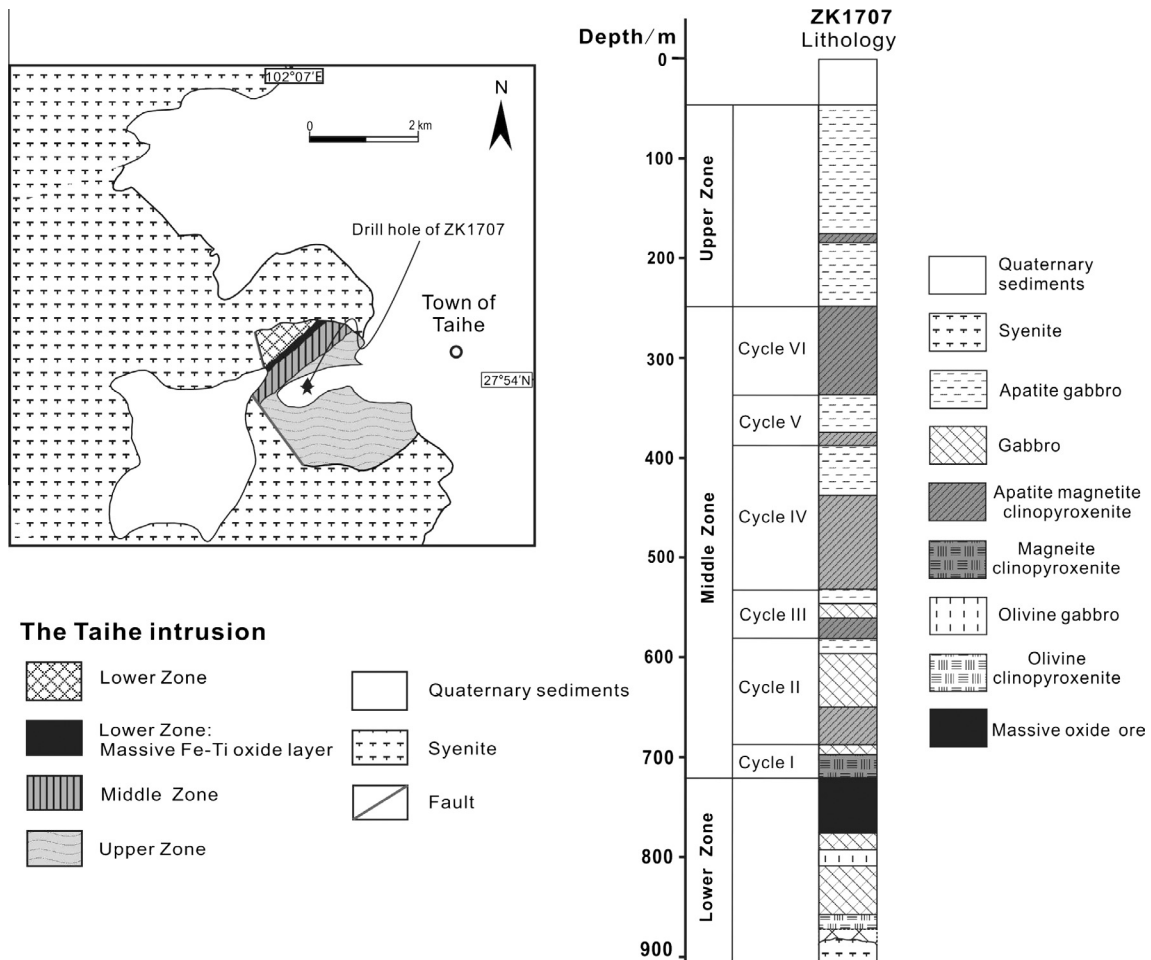 102°07′E
N
0
2 km
Drill hole of ZK1707
Town of
Taihe
27°54′N
The Taihe intrusion
Lower Zone
Lower Zone:
Massive Fe-Ti oxide layer
Middle Zone
Upper Zone
Quaternary sediments
Syenite
Fault
ZK1707
Depth/m
Lithology
0
100
200
300
400
500
600
700
800
900
Upper Zone
Middle Zone
Lower Zone
Cycle VI
Cycle V
Cycle IV
Cycle III
Cycle II
Cycle I
Quaternary
sediments
Syenite
Apatite gabbro
Gabbro
Apatite magnetite
clinopyroxenite
Magneite
clinopyroxenite
Olivine gabbro
Olivine
clinopyroxenite
Massive oxide ore